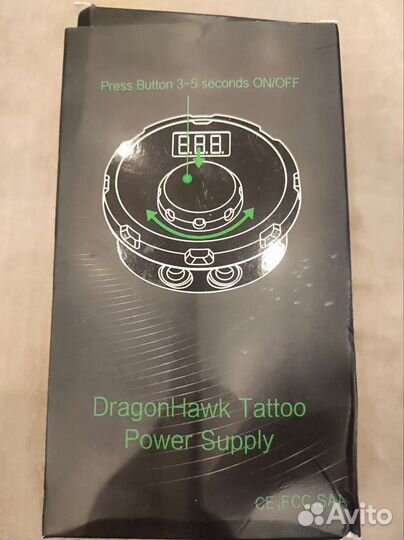 Press Button 3-5 seconds ON/OFF
8.8.8.
DragonHawk Tattoo
Power Supply
CE,FCC,SAA
Avito